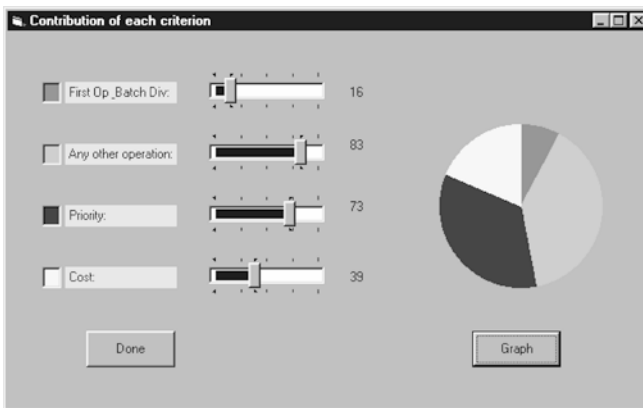 Contribution of each criterion
First Op_Batch Div:
16
Any other operation:
83
Priority:
73
Cost:
39
Done
Graph